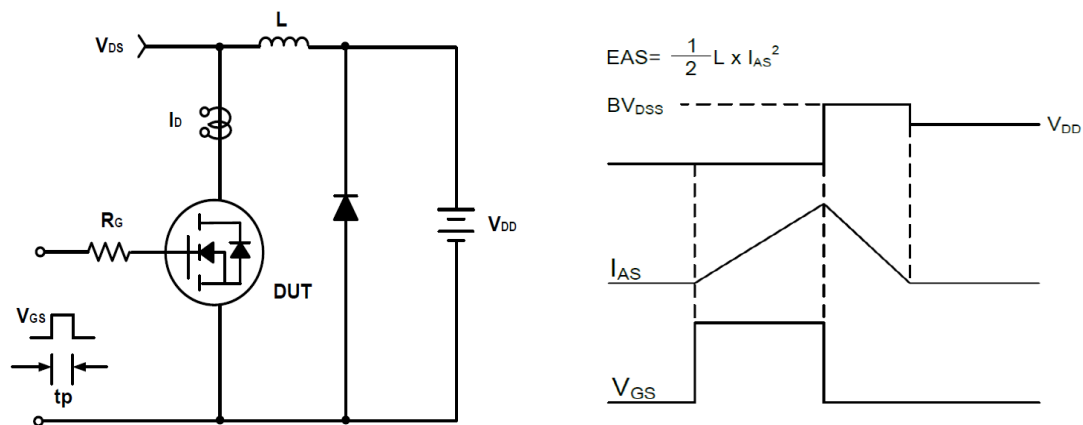 L
VDS
ID
RG
VDD
DUT
VGS
tp
EAS= 1/2 L x IAS²
BVDSS
VDD
IAS
VGS